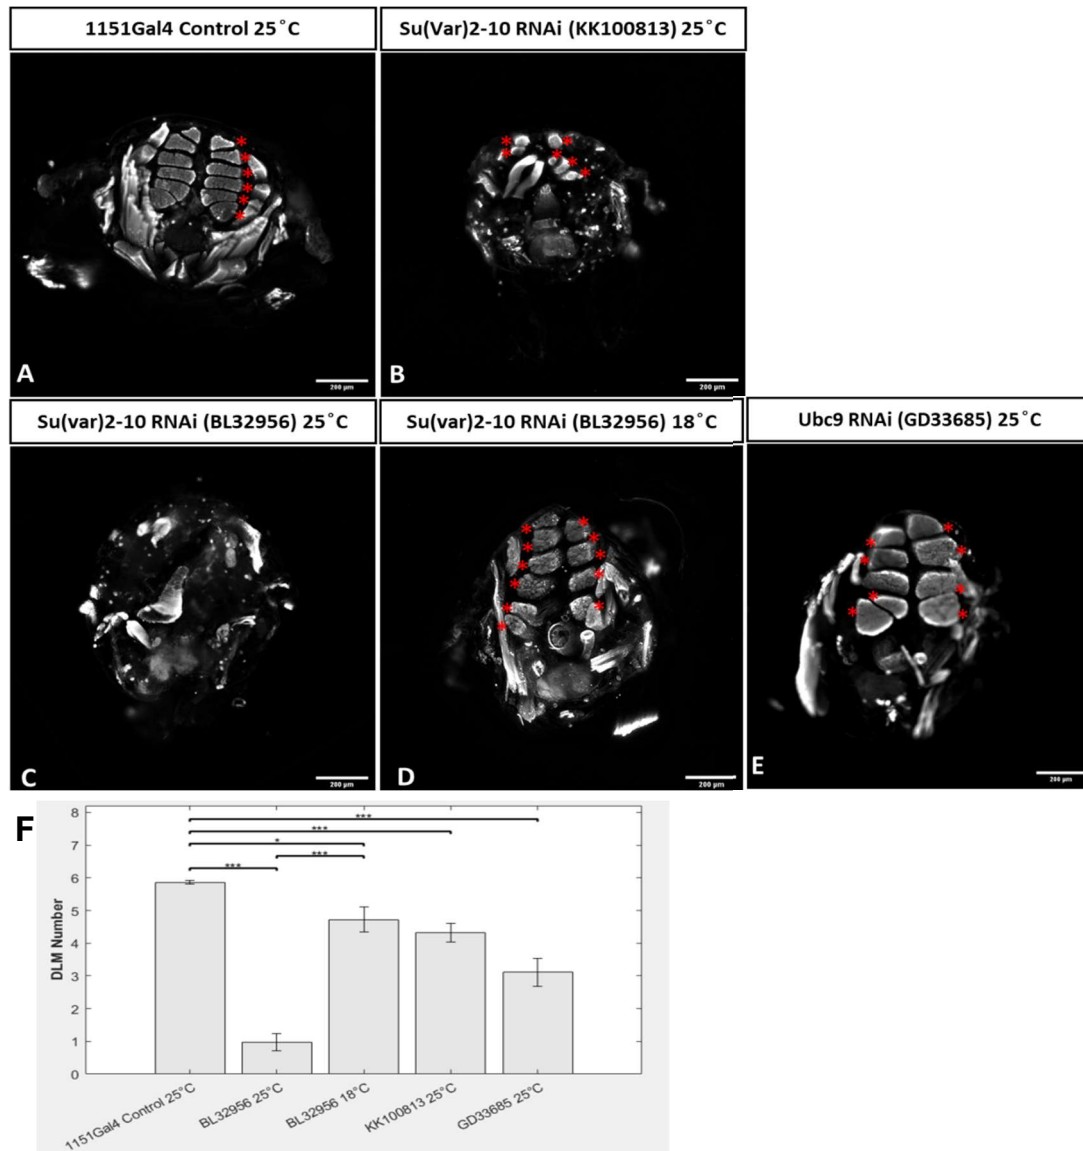 1151Gal4 Control 25˚C
Su(Var)2-10 RNAi (KK100813) 25˚C
A
200 µm
B
200 µm
Su(var)2-10 RNAi (BL32956) 25˚C
Su(var)2-10 RNAi (BL32956) 18˚C
Ubc9 RNAi (GD33685) 25˚C
C
200 µm
D
200 µm
E
200 µm
F
DLM Number
8
7
6
5
4
3
2
1
0
***
***
*
***
***
1151Gal4 Control 25°C
BL32956 25°C
BL32956 18°C
KK100813 25°C
GD33685 25°C